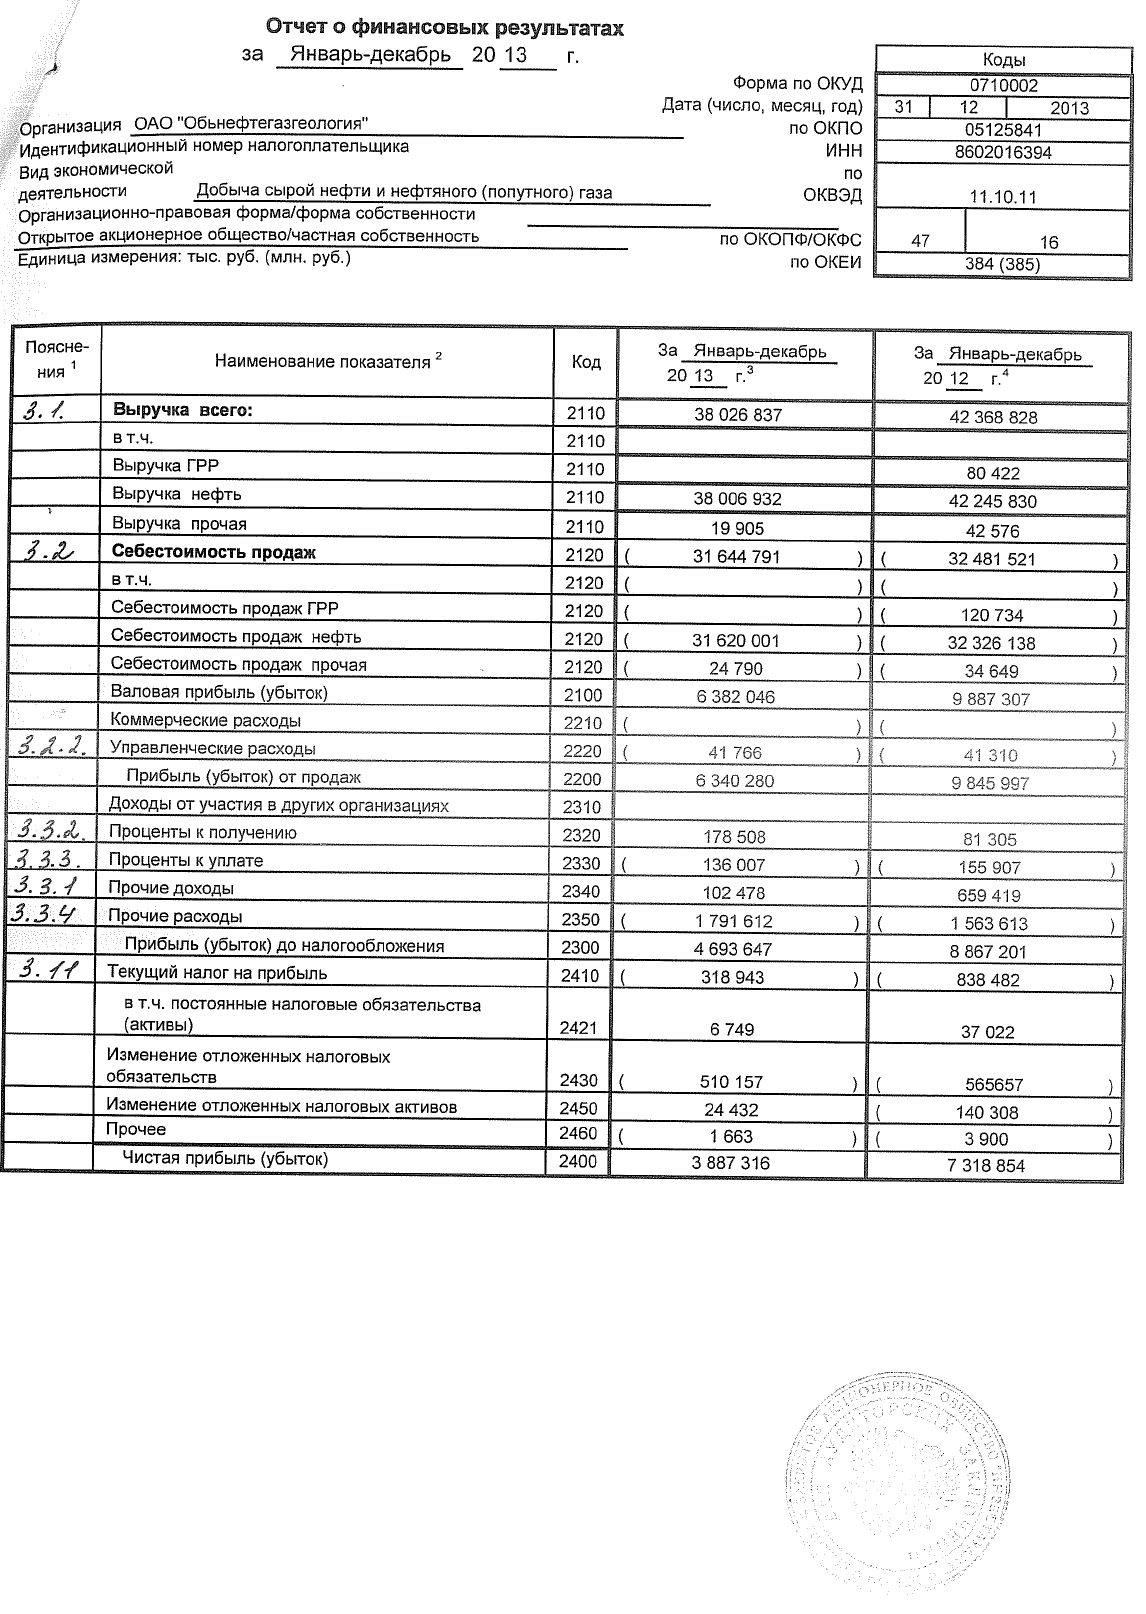 Отчет о финансовых результатах
за Январь-декабрь 20 13 г.
Коды
Форма по ОКУД 0710002
Дата (число, месяц, год) 31 12 2013
Организация ОАО "Обьнефтегазгеология" по ОКПО 05125841
Идентификационный номер налогоплательщика ИНН 8602016394
Вид экономической по
деятельности Добыча сырой нефти и нефтяного (попутного) газа ОКВЭД 11.10.11
Организационно-правовая форма/форма собственности
Открытое акционерное общество/частная собственность по ОКОПФ/ОКФС 47 16
Единица измерения: тыс. руб. (млн. руб.) по ОКЕИ 384 (385)
Поясне-
ния 1 Наименование показателя 2 Код За Январь-декабрь 20 13 г.3 За Январь-декабрь 20 12 г.4
3.1. Выручка всего: 2110 38 026 837 42 368 828
в т.ч. 2110
Выручка ГРР 2110 80 422
Выручка нефть 2110 38 006 932 42 245 830
Выручка прочая 2110 19 905 42 576
3.2 Себестоимость продаж 2120 ( 31 644 791 ) ( 32 481 521 )
в т.ч. 2120 ( ) ( )
Себестоимость продаж ГРР 2120 ( ) ( 120 734 )
Себестоимость продаж нефть 2120 ( 31 620 001 ) ( 32 326 138 )
Себестоимость продаж прочая 2120 ( 24 790 ) ( 34 649 )
Валовая прибыль (убыток) 2100 6 382 046 9 887 307
Коммерческие расходы 2210 ( ) ( )
3.2.2. Управленческие расходы 2220 ( 41 766 ) ( 41 310 )
Прибыль (убыток) от продаж 2200 6 340 280 9 845 997
Доходы от участия в других организациях 2310
3.3.2. Проценты к получению 2320 178 508 81 305
3.3.3. Проценты к уплате 2330 ( 136 007 ) ( 155 907 )
3.3.1 Прочие доходы 2340 102 478 659 419
3.3.4 Прочие расходы 2350 ( 1 791 612 ) ( 1 563 613 )
Прибыль (убыток) до налогообложения 2300 4 693 647 8 867 201
3.11 Текущий налог на прибыль 2410 ( 318 943 ) ( 838 482 )
в т.ч. постоянные налоговые обязательства
(активы) 2421 6 749 37 022
Изменение отложенных налоговых
обязательств 2430 ( 510 157 ) ( 565657 )
Изменение отложенных налоговых активов 2450 24 432 ( 140 308 )
Прочее 2460 ( 1 663 ) ( 3 900 )
Чистая прибыль (убыток) 2400 3 887 316 7 318 854
АКЦИОНЕРНОЕ ОБЩЕСТВО
АУДИТОРСКИХ ЗАКЛЮЧЕНИЙ